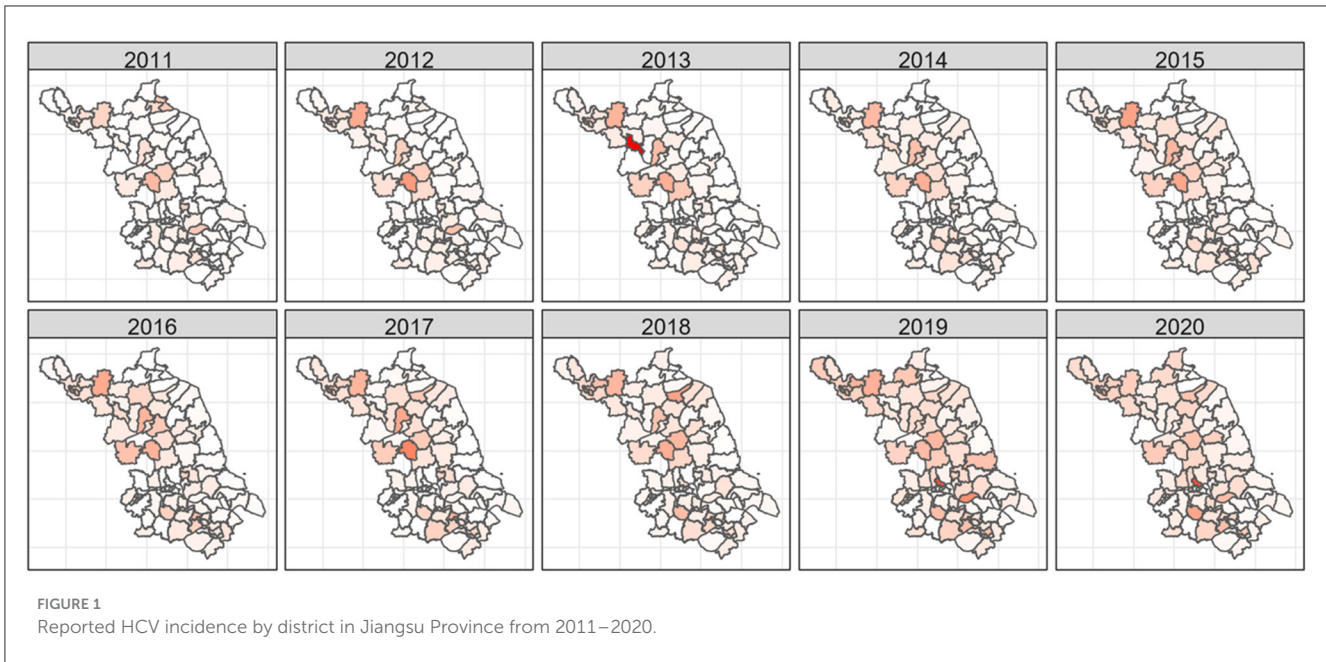 2011 2012 2013 2014 2015
2016 2017 2018 2019 2020
FIGURE 1
Reported HCV incidence by district in Jiangsu Province from 2011–2020.